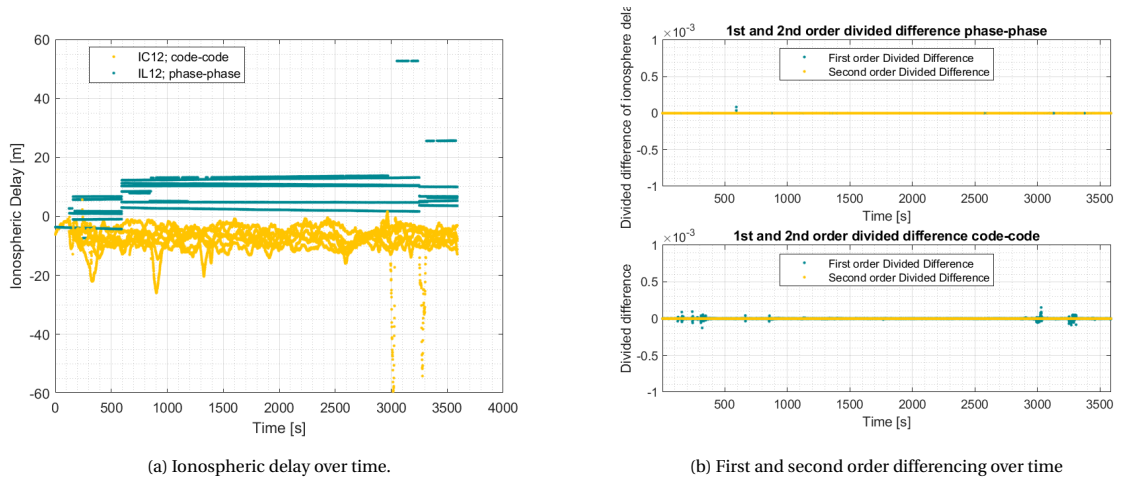 60
40
20
0
-20
-40
-60
0
500
1000
1500
2000
2500
3000
3500
4000
Ionospheric Delay [m]
Time [s]
IC12; code-code
IL12; phase-phase
(a) Ionospheric delay over time.
1st and 2nd order divided difference phase-phase
×10⁻³
1
0.5
0
-0.5
-1
500
1000
1500
2000
2500
3000
3500
Divided difference of ionosphere dela
Time [s]
First order Divided Difference
Second order Divided Difference
1st and 2nd order divided difference code-code
×10⁻³
1
0.5
0
-0.5
-1
500
1000
1500
2000
2500
3000
3500
Divided difference
Time [s]
First order Divided Difference
Second order Divided Difference
(b) First and second order differencing over time